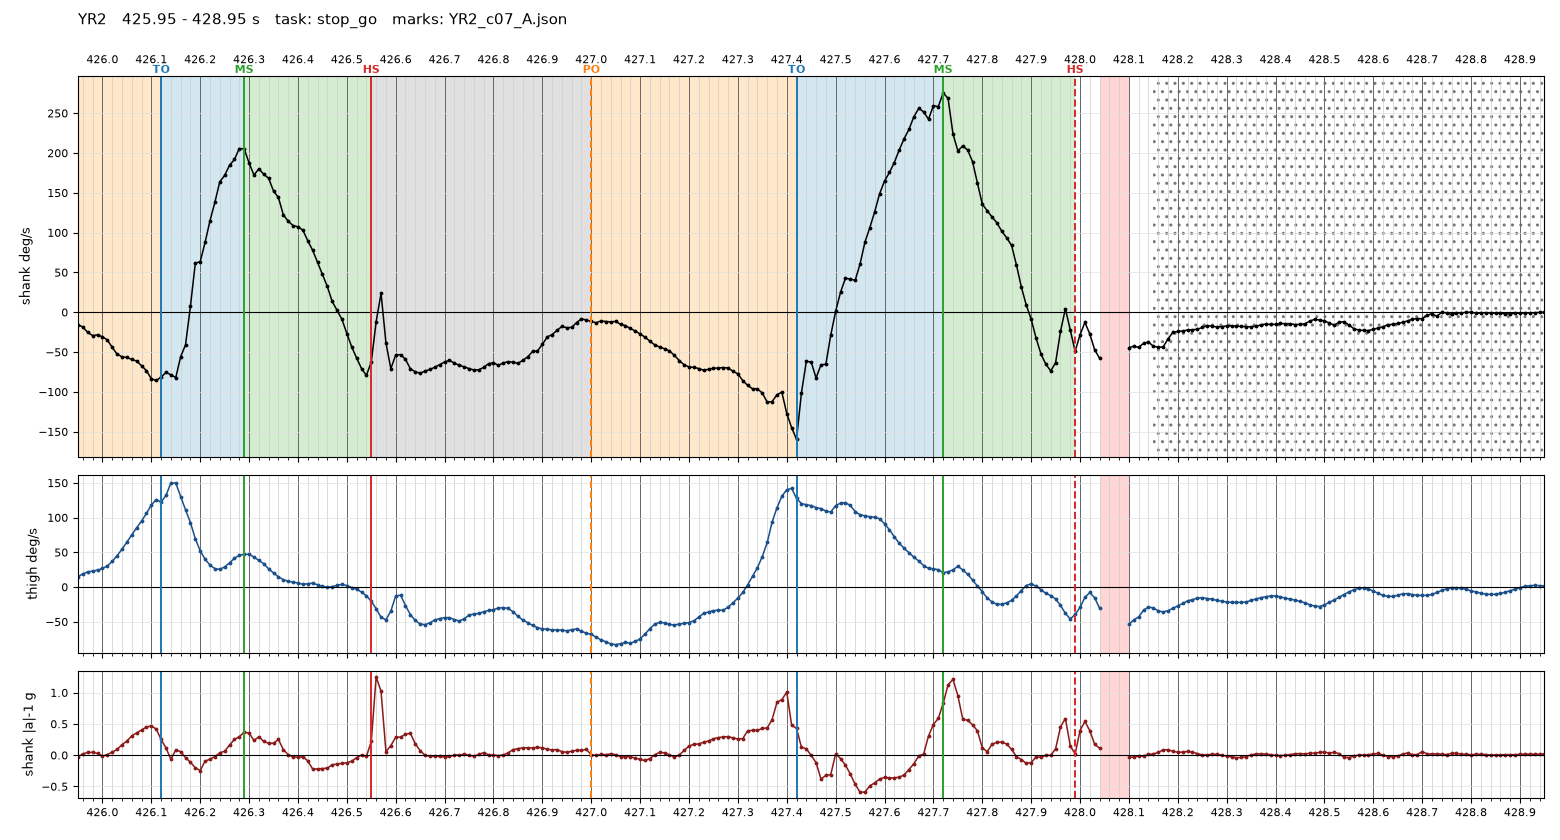 YR2   425.95 - 428.95 s   task: stop_go   marks: YR2_c07_A.json
426.0 426.1 426.2 426.3 426.4 426.5 426.6 426.7 426.8 426.9 427.0 427.1 427.2 427.3 427.4 427.5 427.6 427.7 427.8 427.9 428.0 428.1 428.2 428.3 428.4 428.5 428.6 428.7 428.8 428.9
TO MS HS PO TO MS HS
shank deg/s
250
200
150
100
50
0
−50
−100
−150
thigh deg/s
150
100
50
0
−50
shank |a|-1 g
1.0
0.5
0.0
−0.5
426.0 426.1 426.2 426.3 426.4 426.5 426.6 426.7 426.8 426.9 427.0 427.1 427.2 427.3 427.4 427.5 427.6 427.7 427.8 427.9 428.0 428.1 428.2 428.3 428.4 428.5 428.6 428.7 428.8 428.9